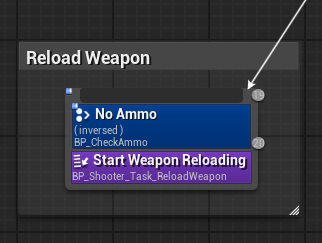 Reload Weapon
19
No Ammo
( inversed )
BP_CheckAmmo
20
Start Weapon Reloading
BP_Shooter_Task_ReloadWeapon